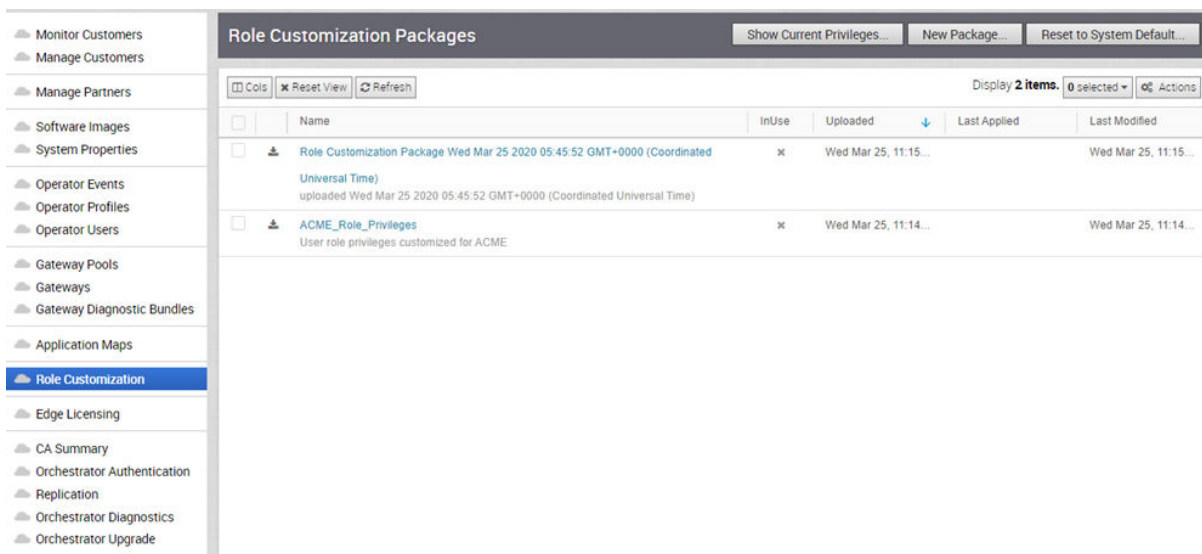 Monitor Customers
Manage Customers
Manage Partners
Software Images
System Properties
Operator Events
Operator Profiles
Operator Users
Gateway Pools
Gateways
Gateway Diagnostic Bundles
Application Maps
Role Customization
Edge Licensing
CA Summary
Orchestrator Authentication
Replication
Orchestrator Diagnostics
Orchestrator Upgrade
Role Customization Packages
Show Current Privileges...
New Package...
Reset to System Default...
Cols
Reset View
Refresh
Display 2 items.
0 selected
Actions
Name InUse Uploaded Last Applied Last Modified
Role Customization Package Wed Mar 25 2020 05:45:52 GMT+0000 (Coordinated Wed Mar 25, 11:15... Wed Mar 25, 11:15...
Universal Time)
uploaded Wed Mar 25 2020 05:45:52 GMT+0000 (Coordinated Universal Time)
ACME_Role_Privileges Wed Mar 25, 11:14... Wed Mar 25, 11:14...
User role privileges customized for ACME